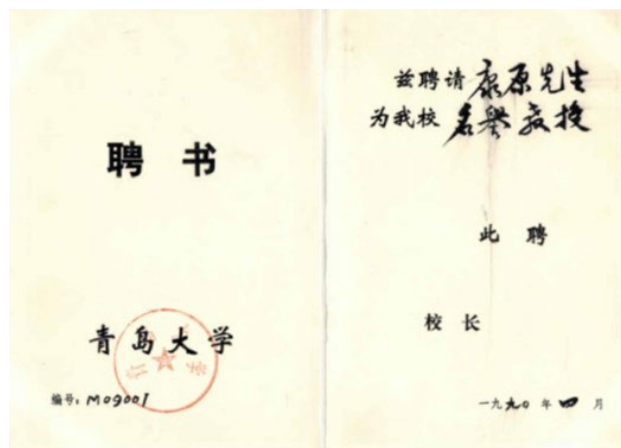 聘 书
青岛大学
编号: M09001
兹聘请 康原先生
为我校 名誉教授
此 聘
校 长
一九九〇 年 四 月